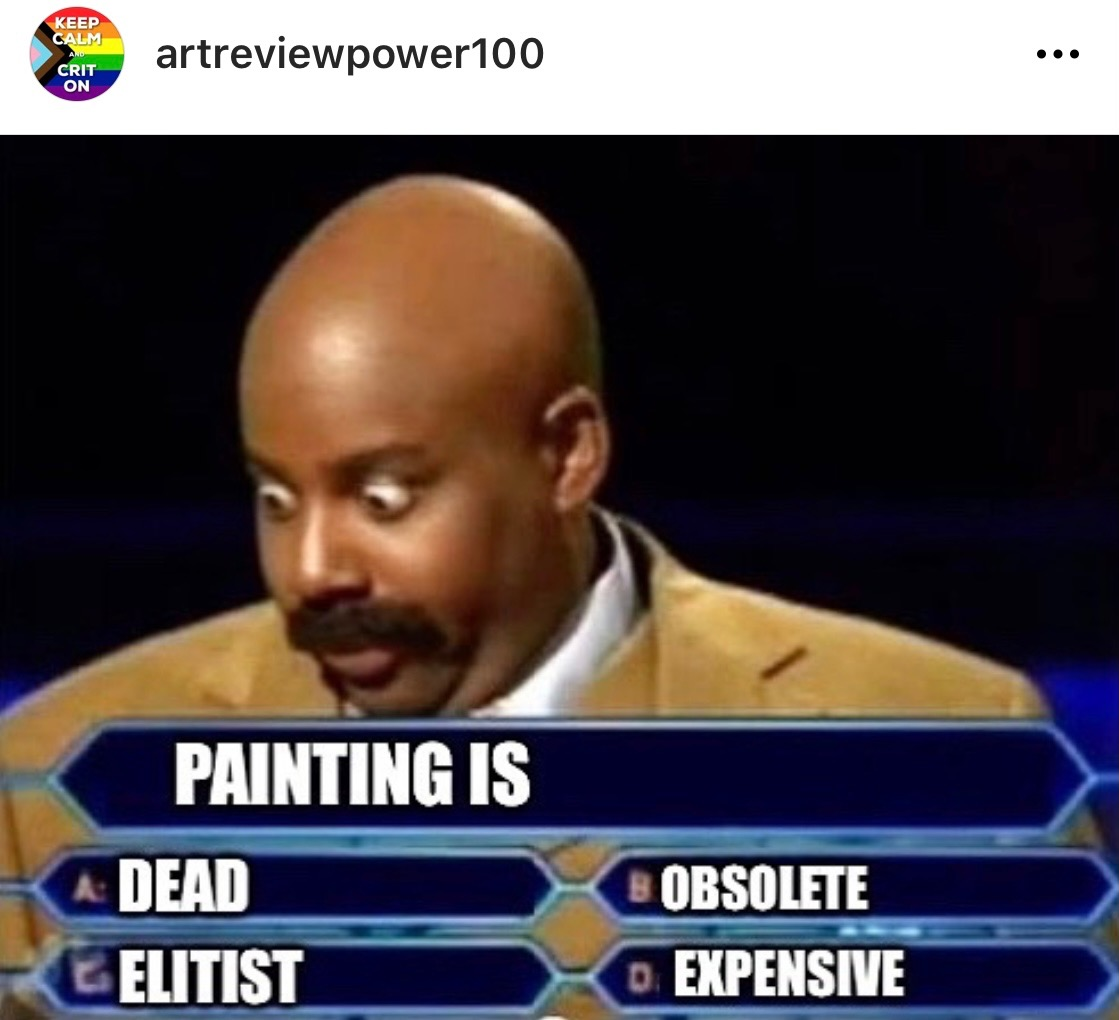 KEEP
CALM
AND
CRIT
ON
artreviewpower100
PAINTING IS
A: DEAD
B OBSOLETE
C: ELITIST
D: EXPENSIVE